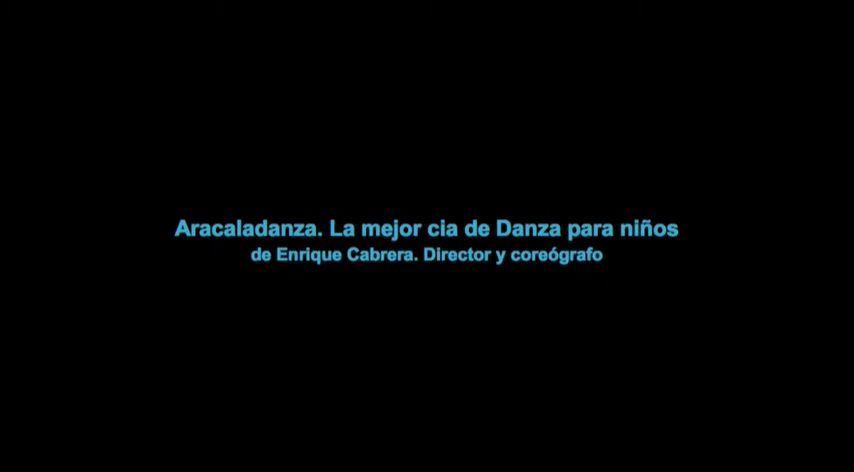 Aracaladanza. La mejor cia de Danza para niños
de Enrique Cabrera. Director y coreógrafo